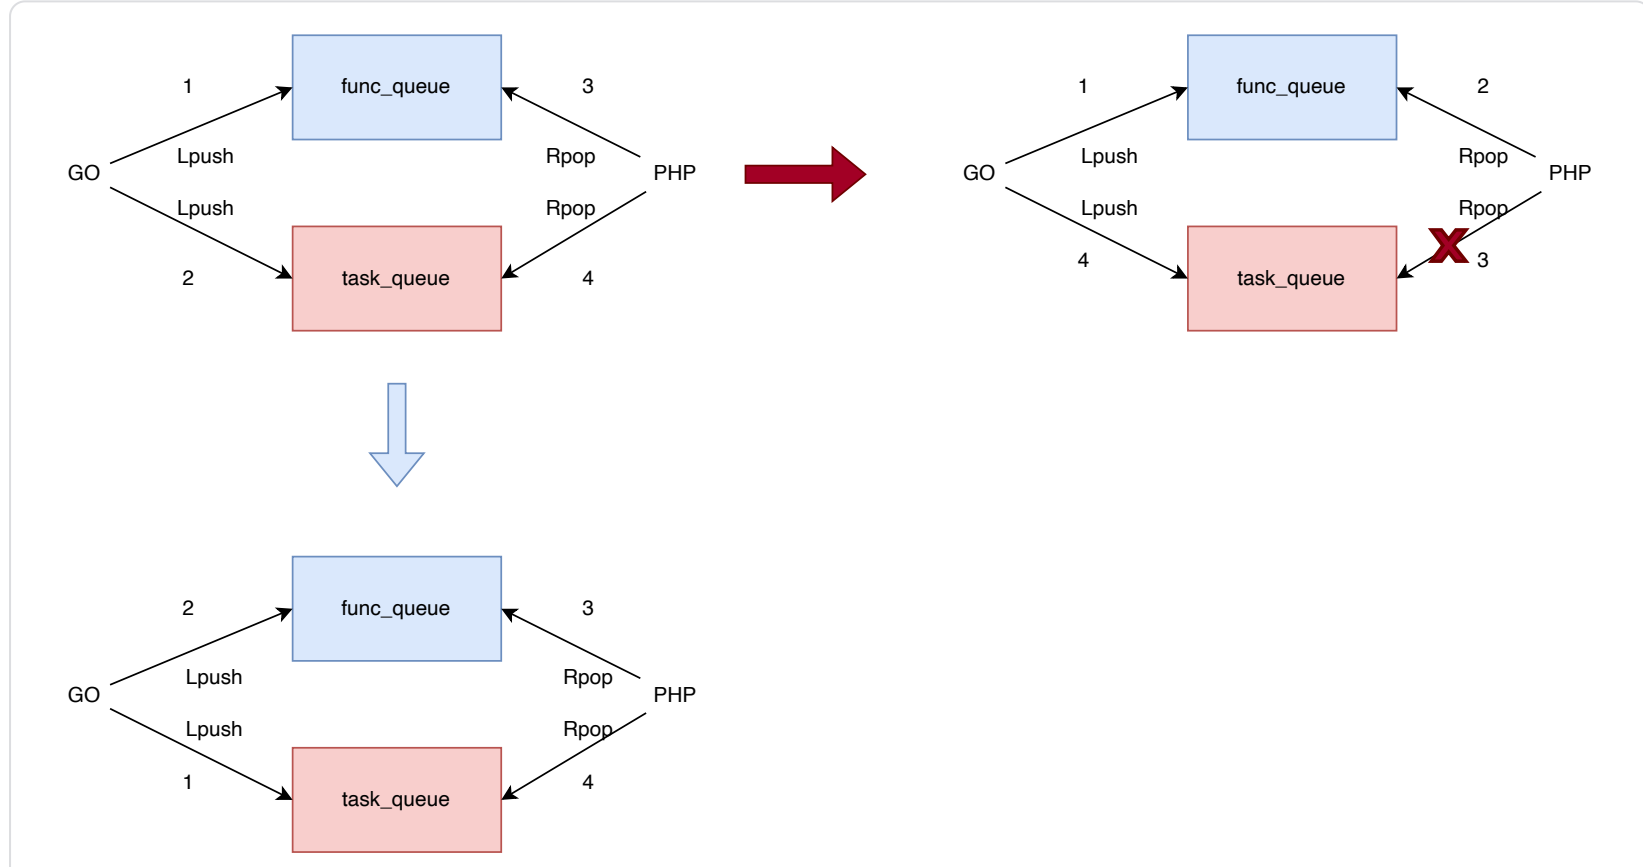 1
func_queue
3
Lpush
Rpop
GO
PHP
Lpush
Rpop
2
task_queue
4
1
func_queue
2
Lpush
Rpop
GO
PHP
Lpush
Rpop
4
X
3
task_queue
2
func_queue
3
Lpush
Rpop
GO
PHP
Lpush
Rpop
1
task_queue
4